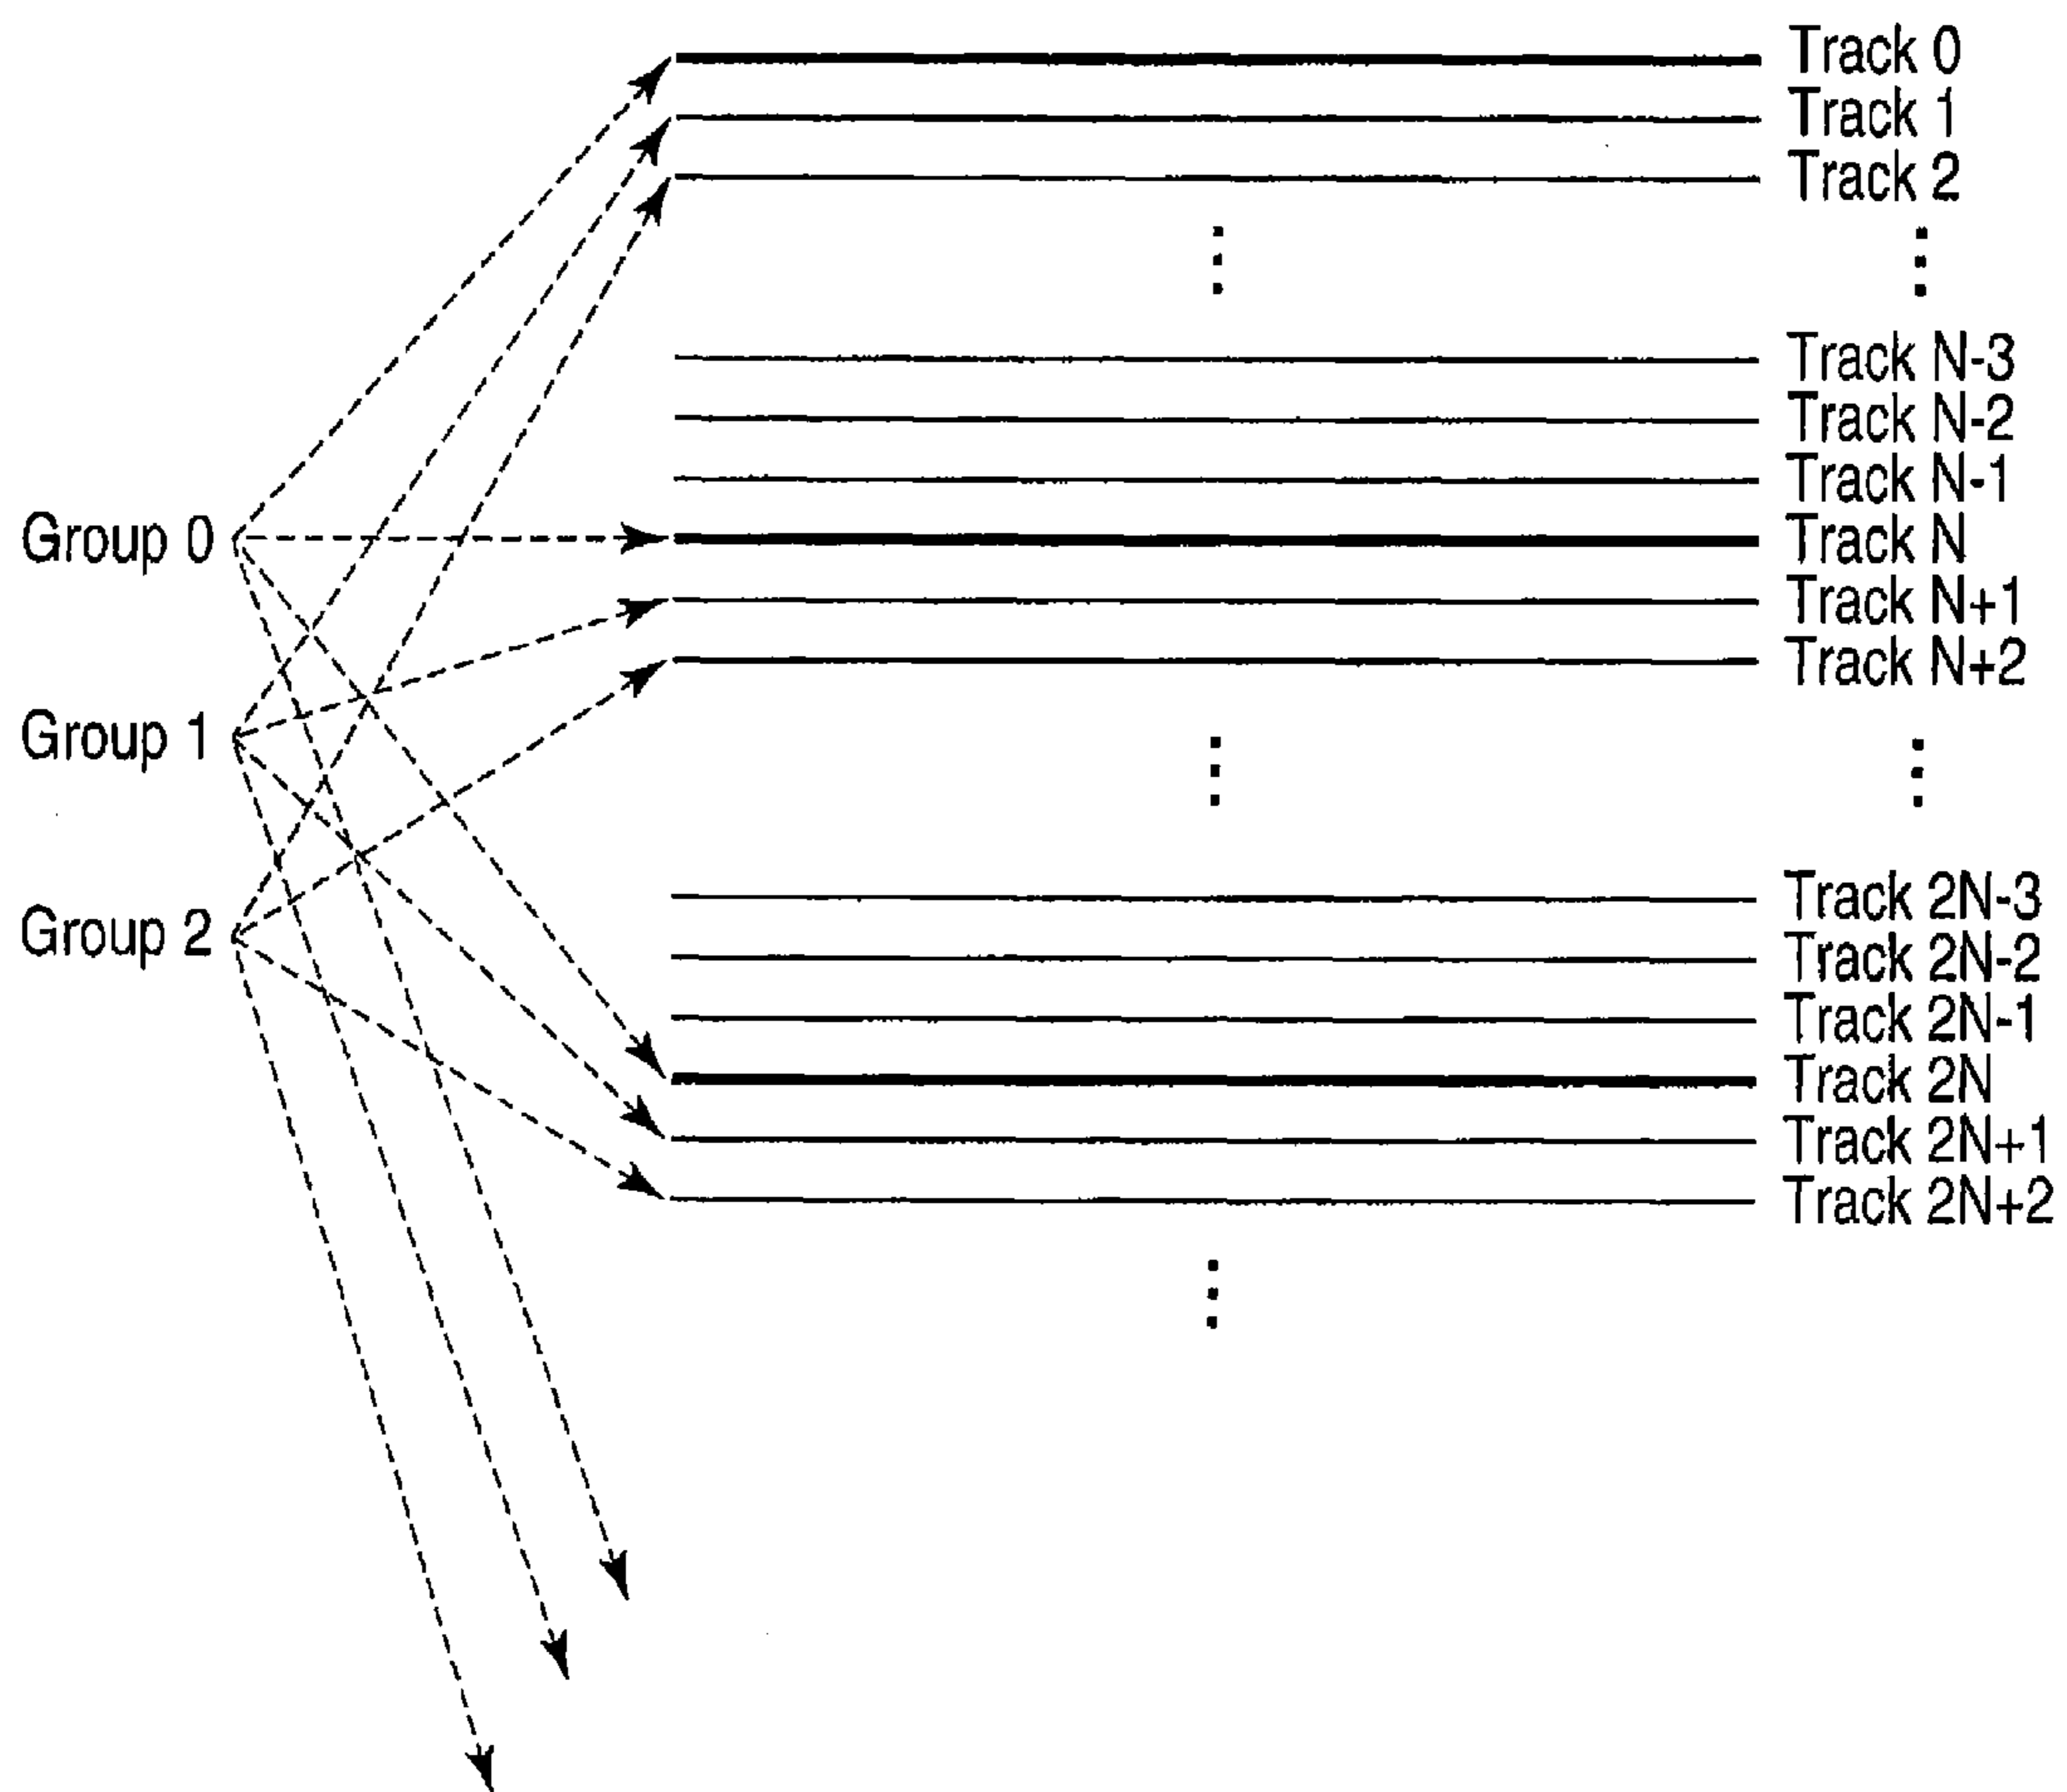 Track 0
Track 1
Track 2
Track N-3
Track N-2
Track N-1
Group 0
Track N
Track N+1
Track N+2
Group 1
Track 2N-3
Group 2
Track 2N-2
Track 2N-1
Track 2N
Track 2N+1
Track 2N+2